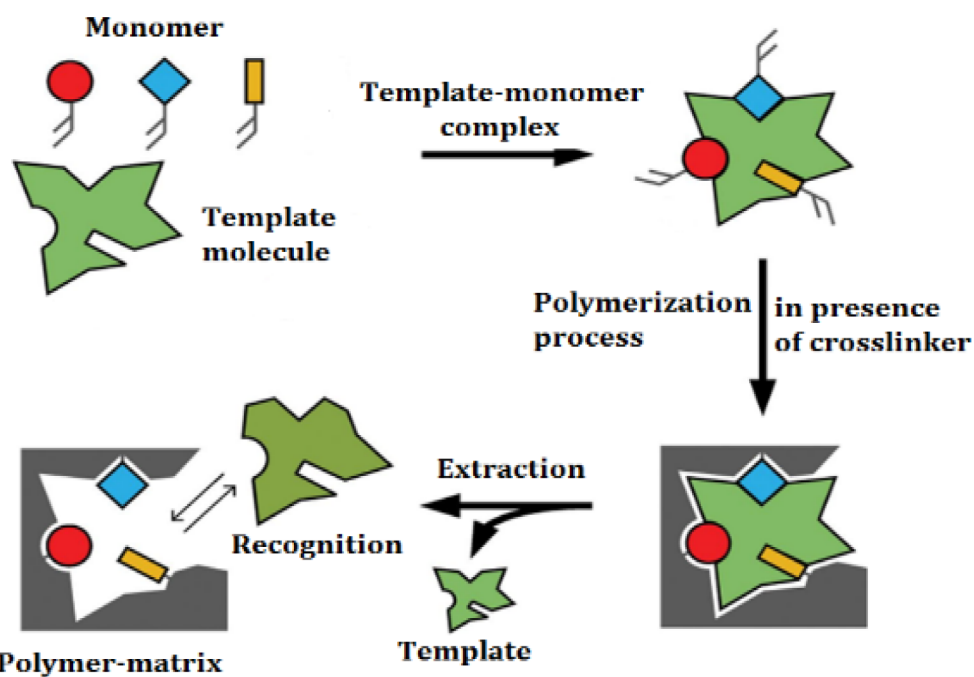 Monomer
Template-monomer
complex
Template
molecule
Polymerization
process
in presence
of crosslinker
Extraction
Recognition
Template
Polymer-matrix